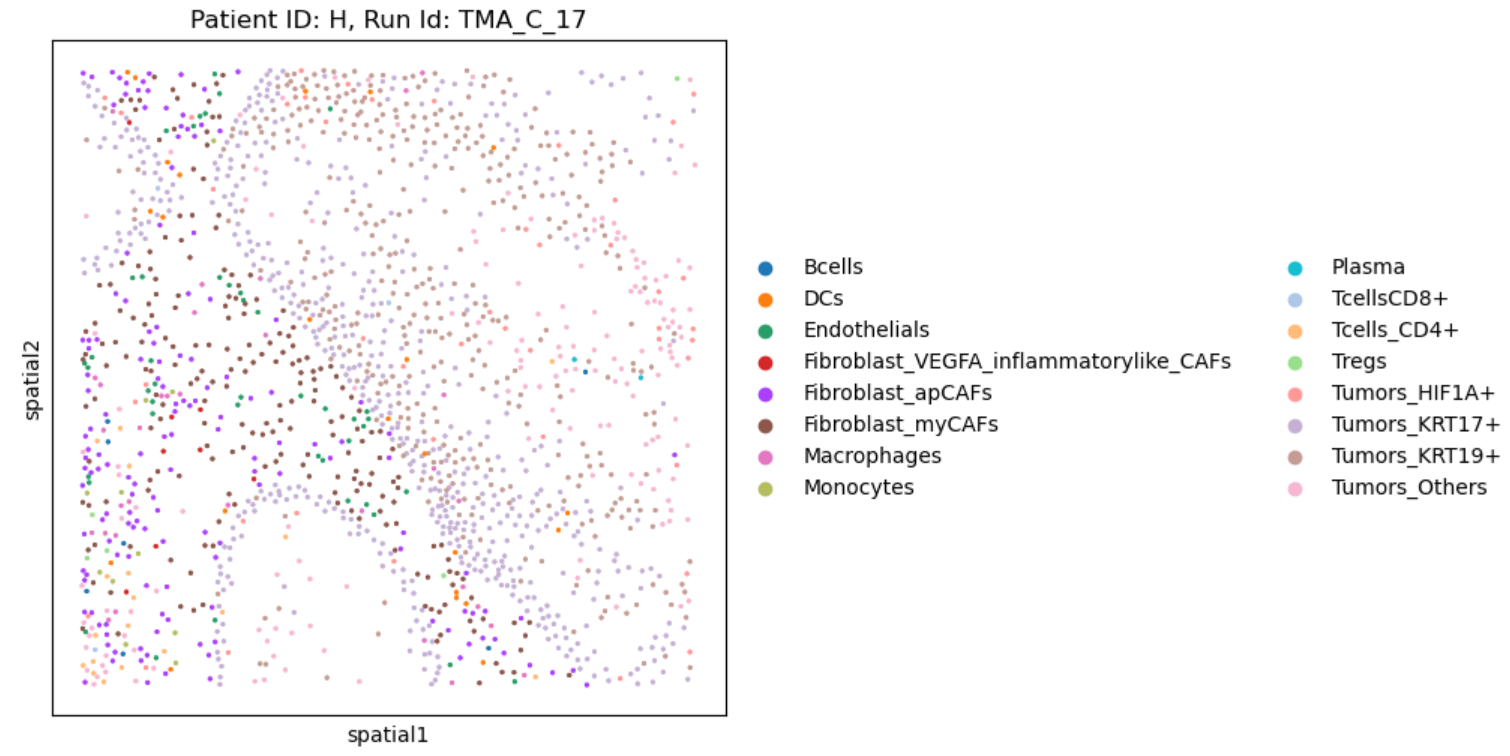 Patient ID: H, Run Id: TMA_C_17
spatial2
spatial1
Bcells
DCs
Endothelials
Fibroblast_VEGFA_inflammatorylike_CAFs
Fibroblast_apCAFs
Fibroblast_myCAFs
Macrophages
Monocytes
Plasma
TcellsCD8+
Tcells_CD4+
Tregs
Tumors_HIF1A+
Tumors_KRT17+
Tumors_KRT19+
Tumors_Others